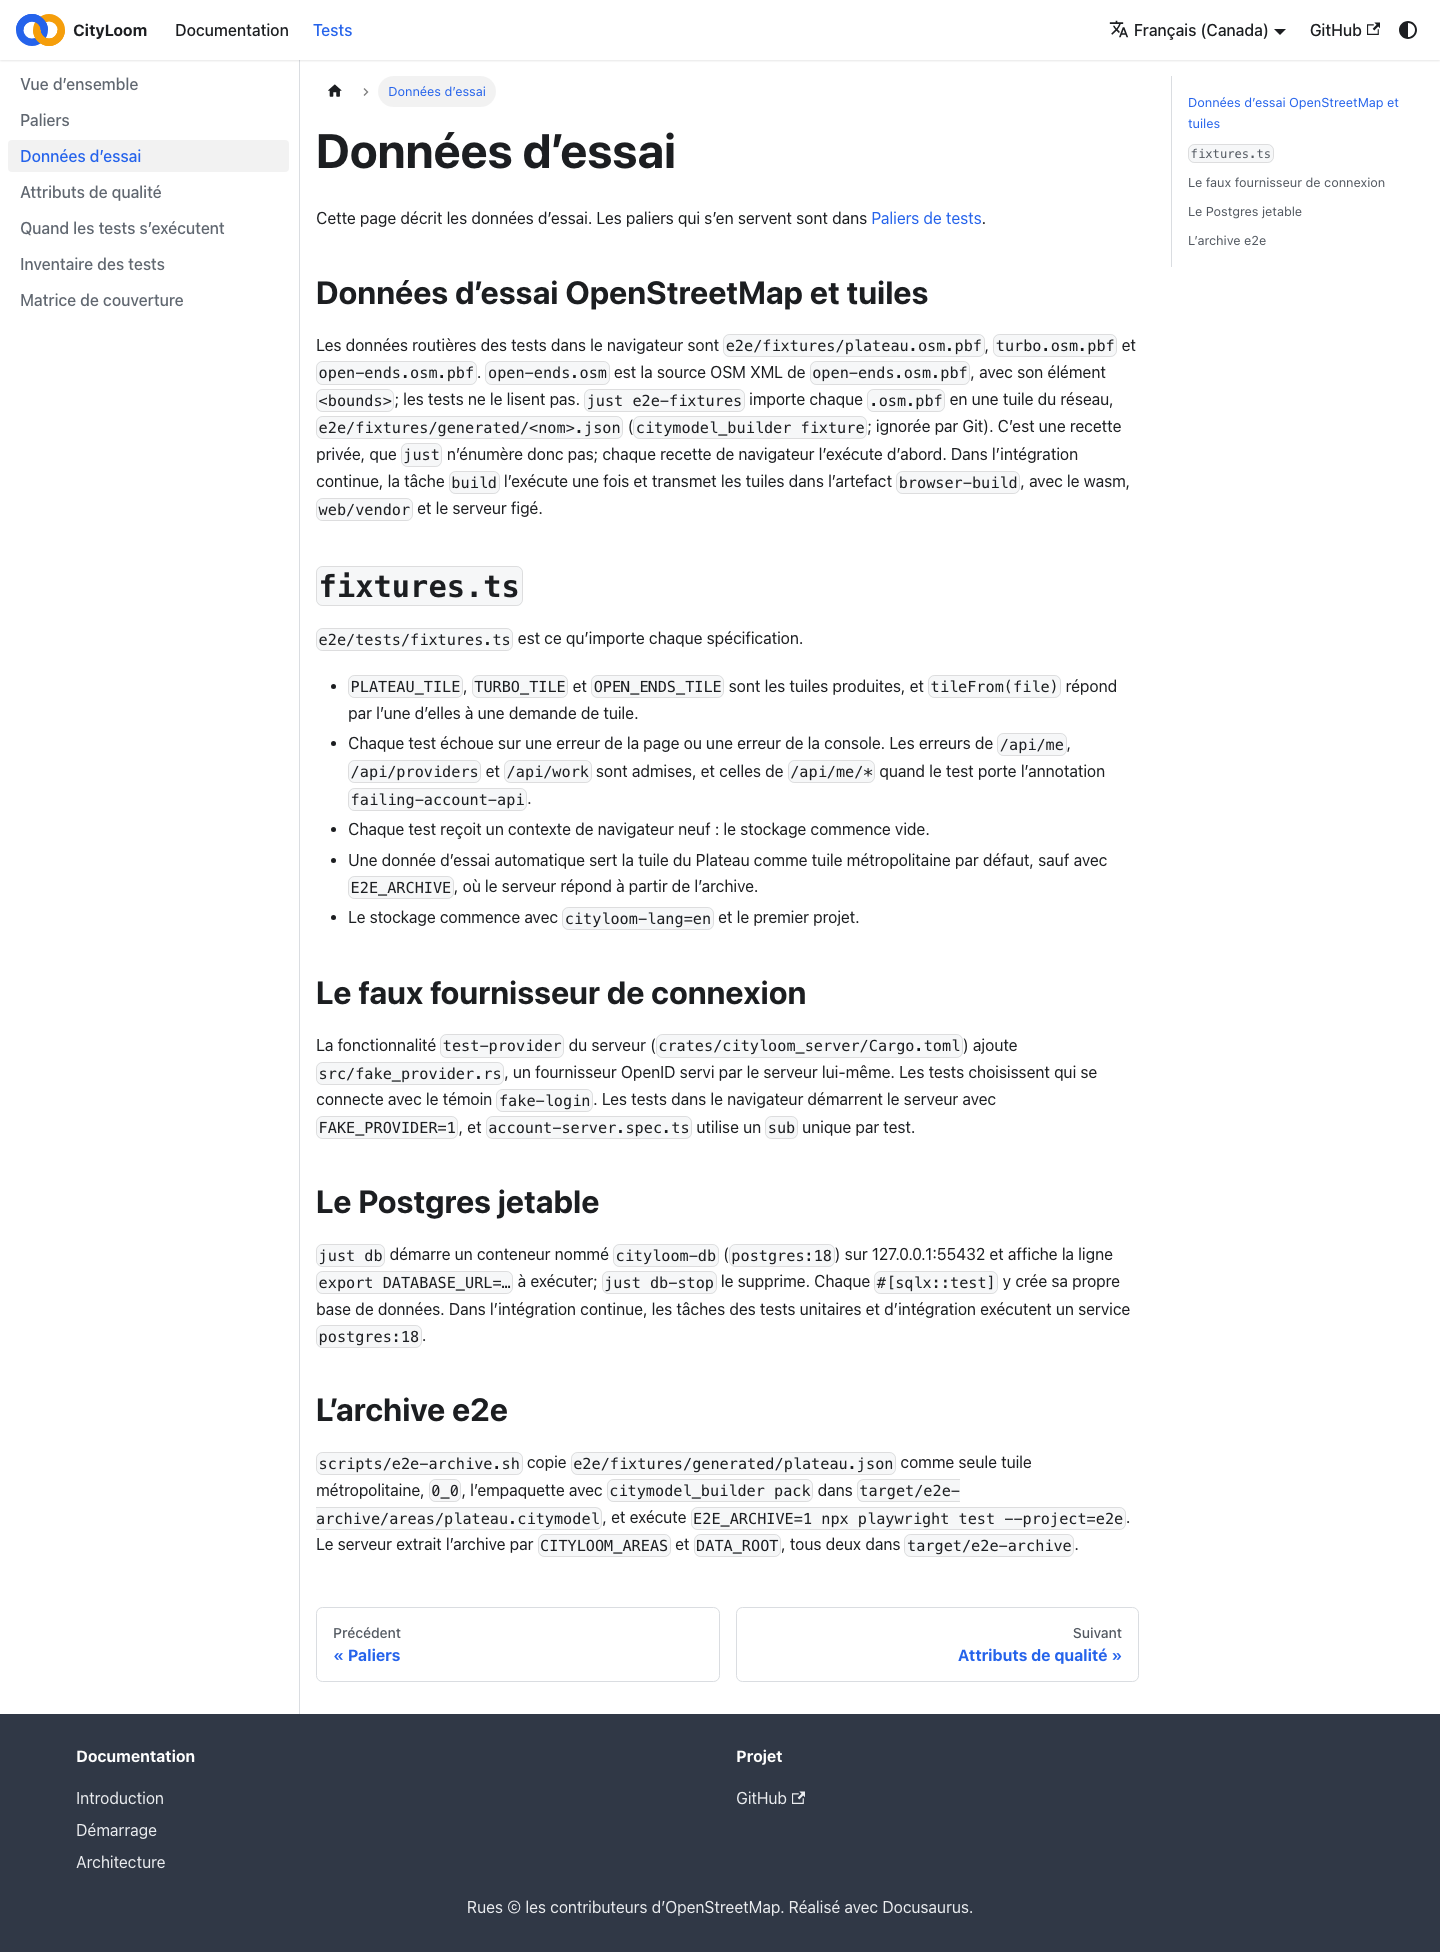 CityLoom
Documentation
Tests
Français (Canada)
GitHub
Vue d’ensemble
Paliers
Données d’essai
Attributs de qualité
Quand les tests s’exécutent
Inventaire des tests
Matrice de couverture
Données d’essai
Données d’essai
Cette page décrit les données d’essai. Les paliers qui s’en servent sont dans Paliers de tests.
Données d’essai OpenStreetMap et tuiles
Les données routières des tests dans le navigateur sont e2e/fixtures/plateau.osm.pbf, turbo.osm.pbf et
open-ends.osm.pbf. open-ends.osm est la source OSM XML de open-ends.osm.pbf, avec son élément
<bounds>; les tests ne le lisent pas. just e2e-fixtures importe chaque .osm.pbf en une tuile du réseau,
e2e/fixtures/generated/<nom>.json (citymodel_builder fixture; ignorée par Git). C’est une recette
privée, que just n’énumère donc pas; chaque recette de navigateur l’exécute d’abord. Dans l’intégration
continue, la tâche build l’exécute une fois et transmet les tuiles dans l’artefact browser-build, avec le wasm,
web/vendor et le serveur figé.
fixtures.ts
e2e/tests/fixtures.ts est ce qu’importe chaque spécification.
• PLATEAU_TILE, TURBO_TILE et OPEN_ENDS_TILE sont les tuiles produites, et tileFrom(file) répond
par l’une d’elles à une demande de tuile.
• Chaque test échoue sur une erreur de la page ou une erreur de la console. Les erreurs de /api/me,
/api/providers et /api/work sont admises, et celles de /api/me/* quand le test porte l’annotation
failing-account-api.
• Chaque test reçoit un contexte de navigateur neuf : le stockage commence vide.
• Une donnée d’essai automatique sert la tuile du Plateau comme tuile métropolitaine par défaut, sauf avec
E2E_ARCHIVE, où le serveur répond à partir de l’archive.
• Le stockage commence avec cityloom-lang=en et le premier projet.
Le faux fournisseur de connexion
La fonctionnalité test-provider du serveur (crates/cityloom_server/Cargo.toml) ajoute
src/fake_provider.rs, un fournisseur OpenID servi par le serveur lui-même. Les tests choisissent qui se
connecte avec le témoin fake-login. Les tests dans le navigateur démarrent le serveur avec
FAKE_PROVIDER=1, et account-server.spec.ts utilise un sub unique par test.
Le Postgres jetable
just db démarre un conteneur nommé cityloom-db (postgres:18) sur 127.0.0.1:55432 et affiche la ligne
export DATABASE_URL=… à exécuter; just db-stop le supprime. Chaque #[sqlx::test] y crée sa propre
base de données. Dans l’intégration continue, les tâches des tests unitaires et d’intégration exécutent un service
postgres:18.
L’archive e2e
scripts/e2e-archive.sh copie e2e/fixtures/generated/plateau.json comme seule tuile
métropolitaine, 0_0, l’empaquette avec citymodel_builder pack dans target/e2e-
archive/areas/plateau.citymodel, et exécute E2E_ARCHIVE=1 npx playwright test --project=e2e.
Le serveur extrait l’archive par CITYLOOM_AREAS et DATA_ROOT, tous deux dans target/e2e-archive.
Précédent
« Paliers
Suivant
Attributs de qualité »
Données d’essai OpenStreetMap et
tuiles
fixtures.ts
Le faux fournisseur de connexion
Le Postgres jetable
L’archive e2e
Documentation
Introduction
Démarrage
Architecture
Projet
GitHub
Rues © les contributeurs d’OpenStreetMap. Réalisé avec Docusaurus.